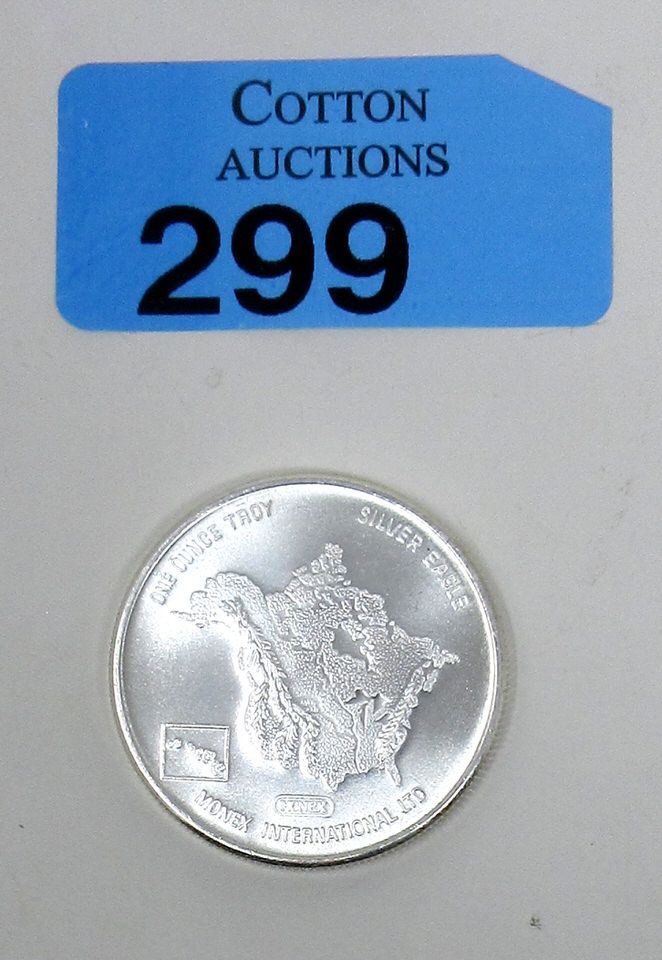 COTTON
AUCTIONS
299
ONE OUNCE TROY
SILVER EAGLE
MONEX
MONEX INTERNATIONAL LTD